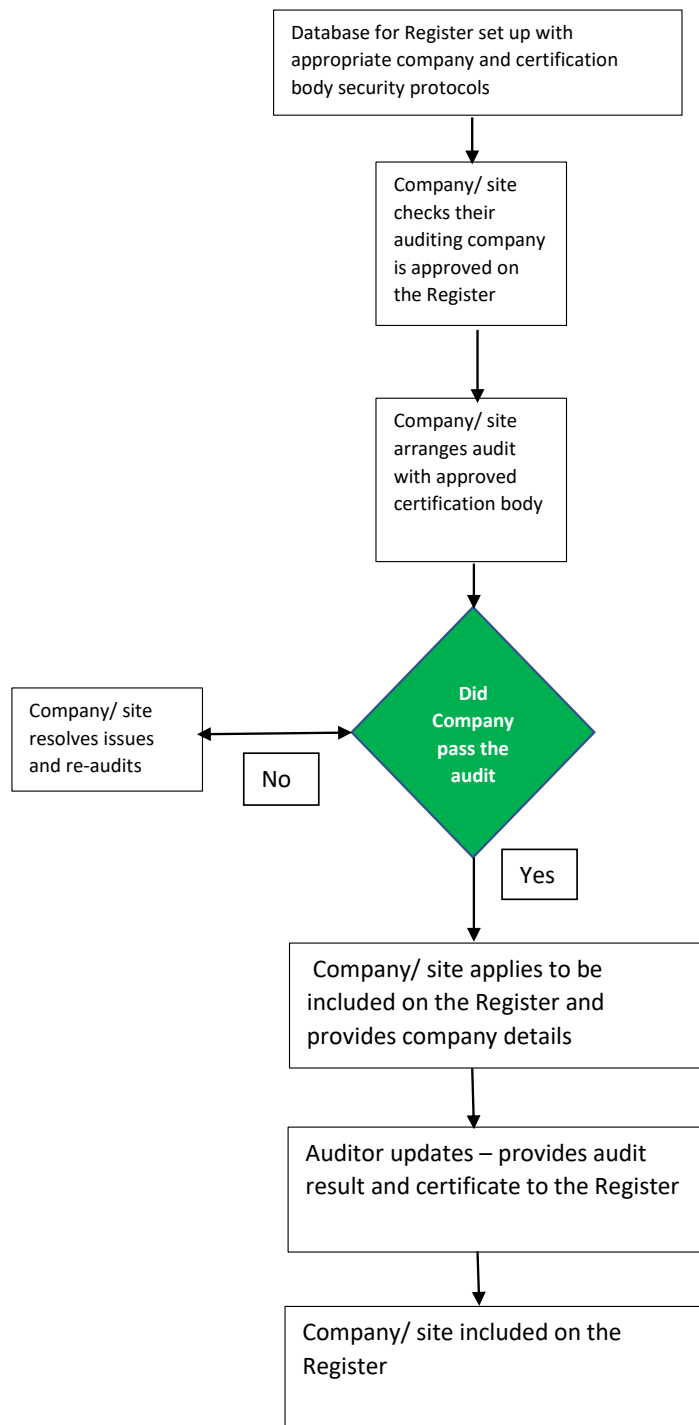 Database for Register set up with
appropriate company and certification
body security protocols
Company/ site
checks their
auditing company
is approved on
the Register
Company/ site
arranges audit
with approved
certification body
Did
Company
pass the
audit
Company/ site
resolves issues
and re-audits
No
Yes
Company/ site applies to be
included on the Register and
provides company details
Auditor updates – provides audit
result and certificate to the Register
Company/ site included on the
Register